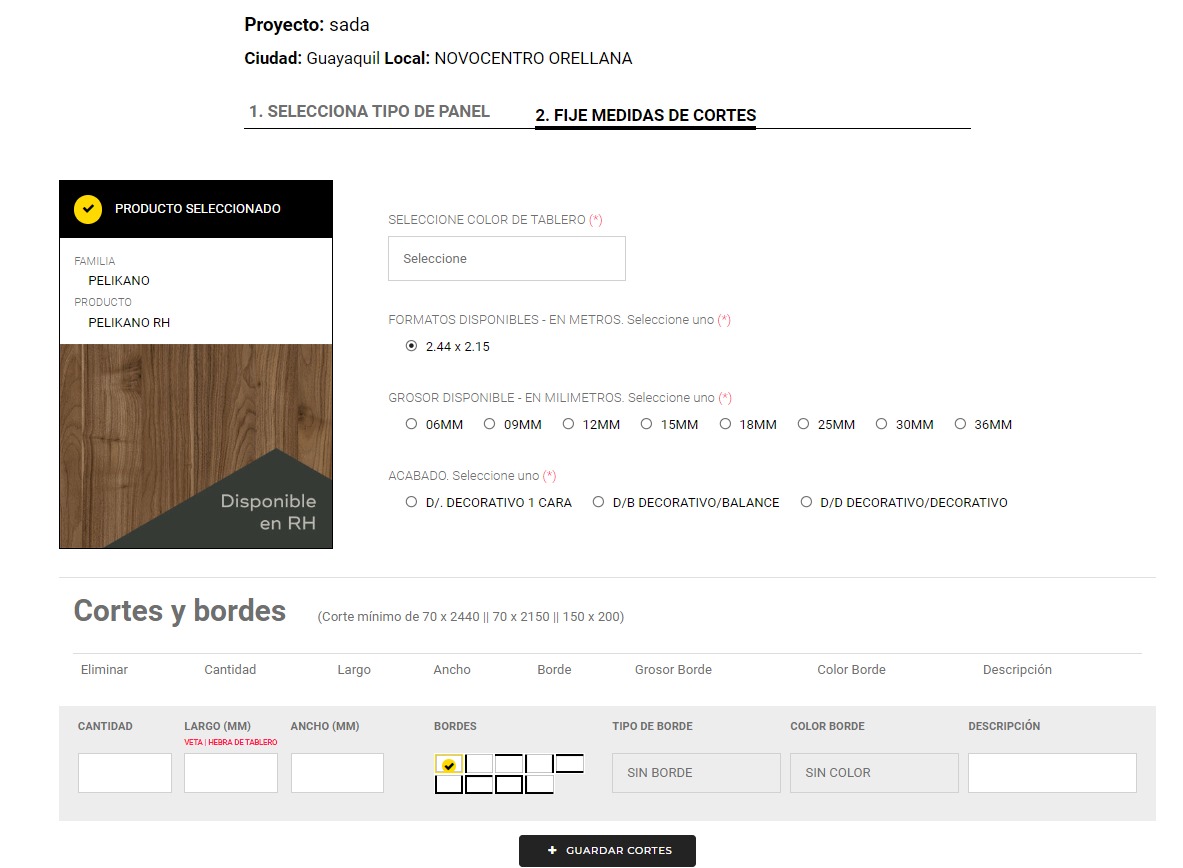 Proyecto: sada
Ciudad: Guayaquil Local: NOVOCENTRO ORELLANA
1. SELECCIONA TIPO DE PANEL
2. FIJE MEDIDAS DE CORTES
PRODUCTO SELECCIONADO
FAMILIA
PELIKANO
PRODUCTO
PELIKANO RH
Disponible
en RH
SELECCIONE COLOR DE TABLERO (*)
Seleccione
FORMATOS DISPONIBLES - EN METROS. Seleccione uno (*)
2.44 x 2.15
GROSOR DISPONIBLE - EN MILIMETROS. Seleccione uno (*)
06MM 09MM 12MM 15MM 18MM 25MM 30MM 36MM
ACABADO. Seleccione uno (*)
D/. DECORATIVO 1 CARA D/B DECORATIVO/BALANCE D/D DECORATIVO/DECORATIVO
Cortes y bordes (Corte mínimo de 70 x 2440 || 70 x 2150 || 150 x 200)
Eliminar Cantidad Largo Ancho Borde Grosor Borde Color Borde Descripción
CANTIDAD LARGO (MM) ANCHO (MM) BORDES TIPO DE BORDE COLOR BORDE DESCRIPCIÓN
VETA | HEBRA DE TABLERO
SIN BORDE SIN COLOR
+ GUARDAR CORTES